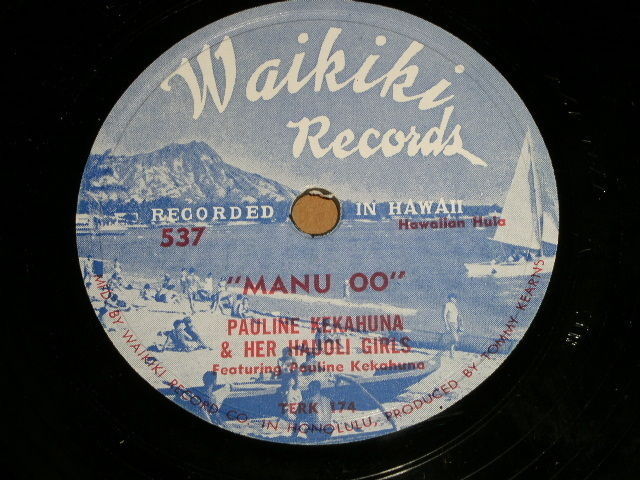 Waikiki
Records
RECORDED IN HAWAII
537
Hawaiian Hula
"MANU OO"
PAULINE KEKAHUNA
& HER HAUOLI GIRLS
Featuring Pauline Kekahuna
TERK 174
MFD BY WAIKIKI RECORD CO. IN HONOLULU, PRODUCED BY TOMMY KEARNS